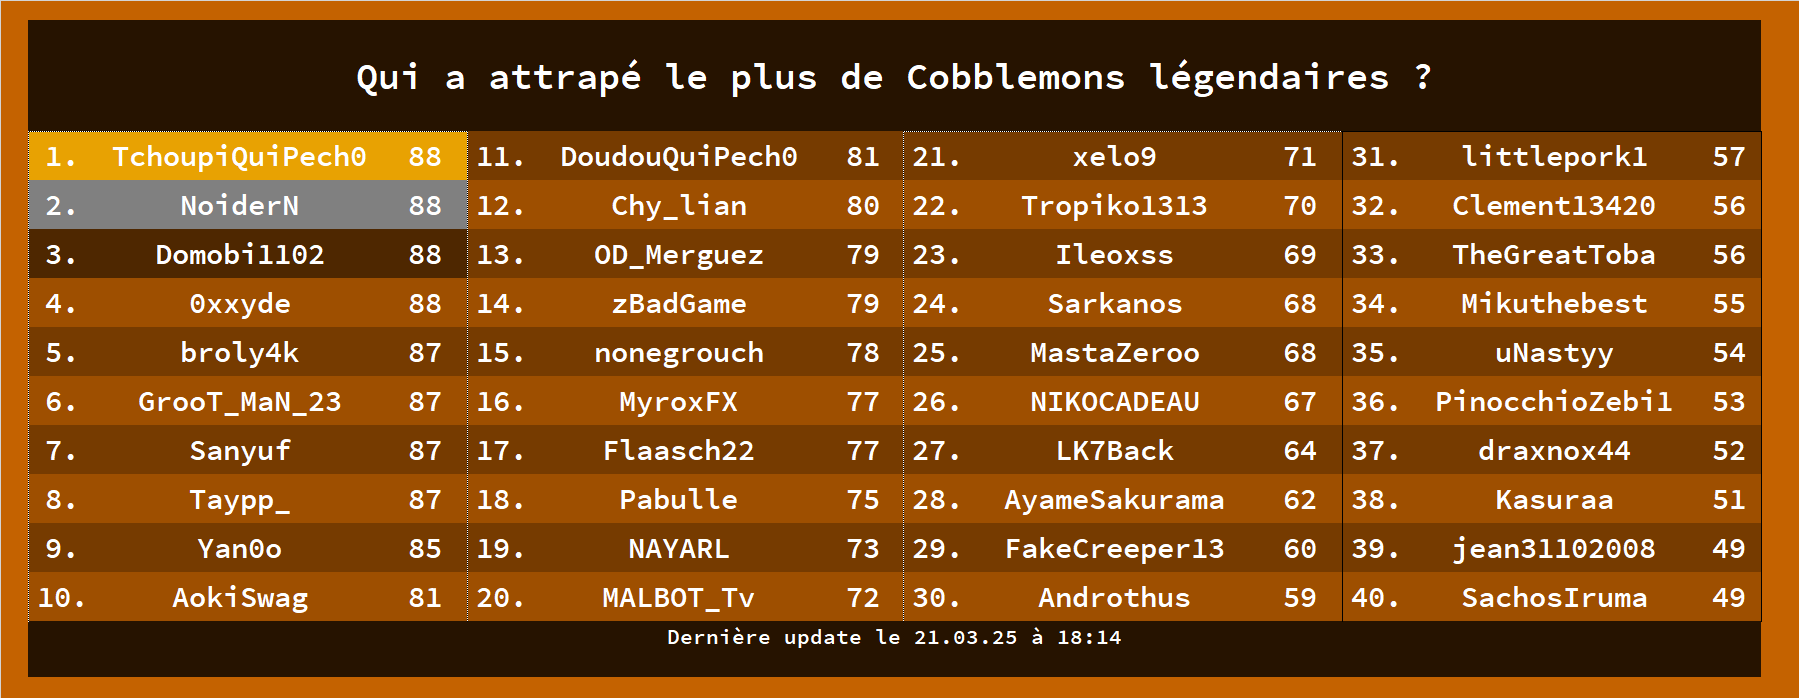 Qui a attrapé le plus de Cobblemons légendaires ?
1. TchoupiQuiPech0 88
2. NoiderN 88
3. Domobi1102 88
4. 0xxyde 88
5. broly4k 87
6. GrooT_MaN_23 87
7. Sanyuf 87
8. Taypp_ 87
9. Yan0o 85
10. AokiSwag 81
11. DoudouQuiPech0 81
12. Chy_lian 80
13. OD_Merguez 79
14. zBadGame 79
15. nonegrouch 78
16. MyroxFX 77
17. Flaasch22 77
18. Pabulle 75
19. NAYARL 73
20. MALBOT_Tv 72
21. xelo9 71
22. Tropiko1313 70
23. Ileoxss 69
24. Sarkanos 68
25. MastaZeroo 68
26. NIKOCADEAU 67
27. LK7Back 64
28. AyameSakurama 62
29. FakeCreeper13 60
30. Androthus 59
31. littlepork1 57
32. Clement13420 56
33. TheGreatToba 56
34. Mikuthebest 55
35. uNastyy 54
36. PinocchioZebi1 53
37. draxnox44 52
38. Kasuraa 51
39. jean31102008 49
40. SachosIruma 49
Dernière update le 21.03.25 à 18:14